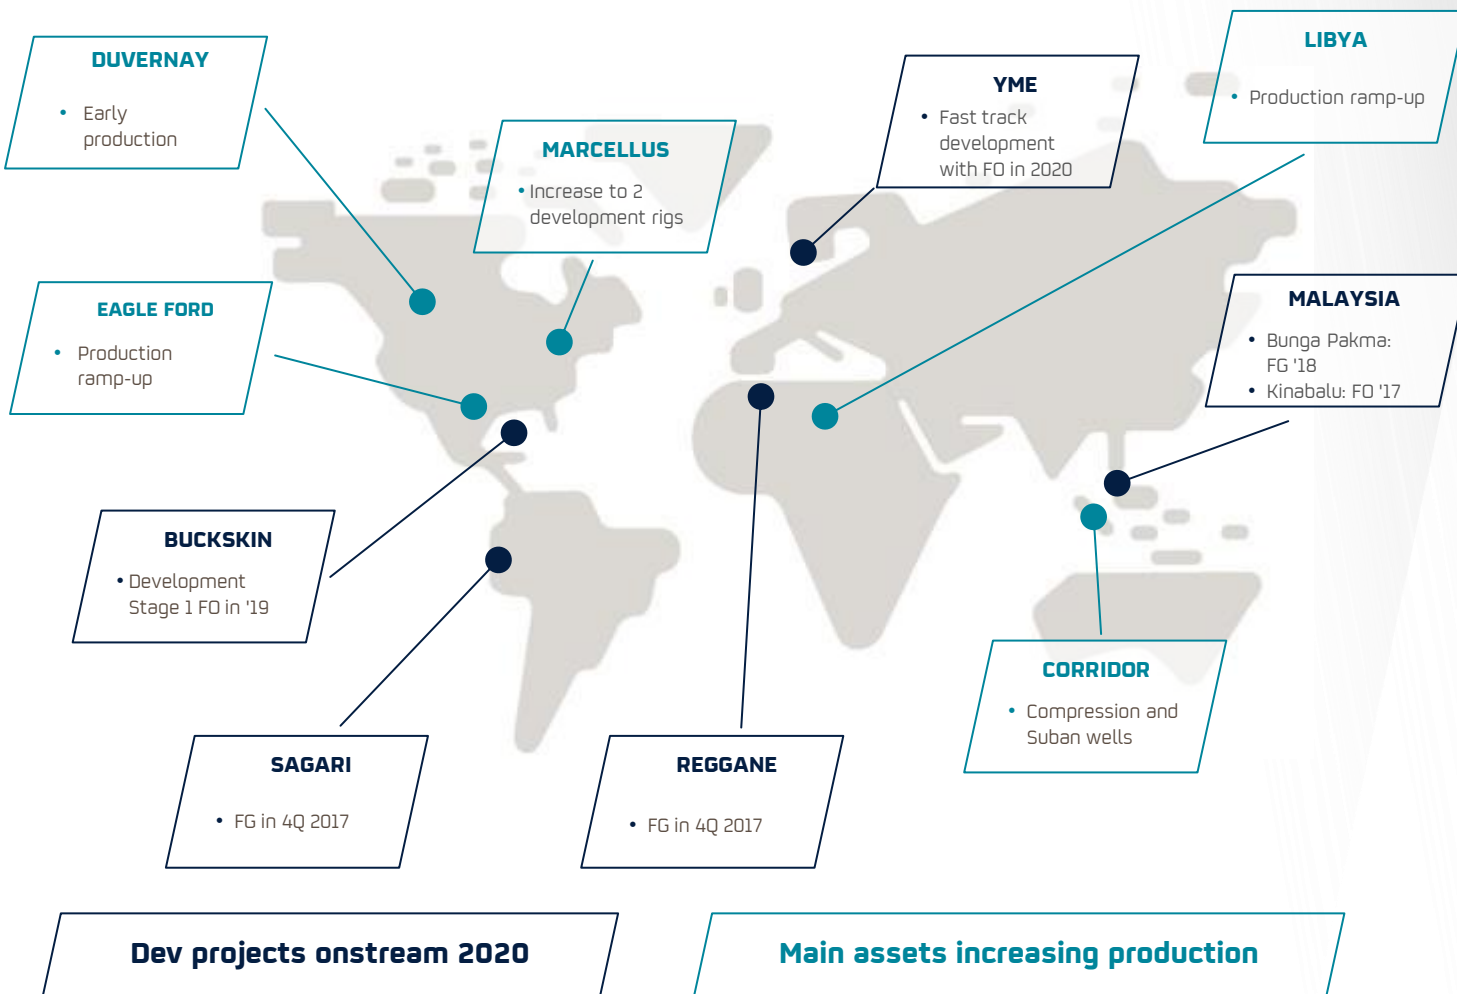 DUVERNAY
• Early
production
MARCELLUS
• Increase to 2
development rigs
YME
• Fast track
development
with FO in 2020
LIBYA
• Production ramp-up
EAGLE FORD
• Production
ramp-up
MALAYSIA
• Bunga Pakma:
FG '18
• Kinabalu: FO '17
BUCKSKIN
• Development
Stage 1 FO in '19
CORRIDOR
• Compression and
Suban wells
SAGARI
• FG in 4Q 2017
REGGANE
• FG in 4Q 2017
Dev projects onstream 2020
Main assets increasing production